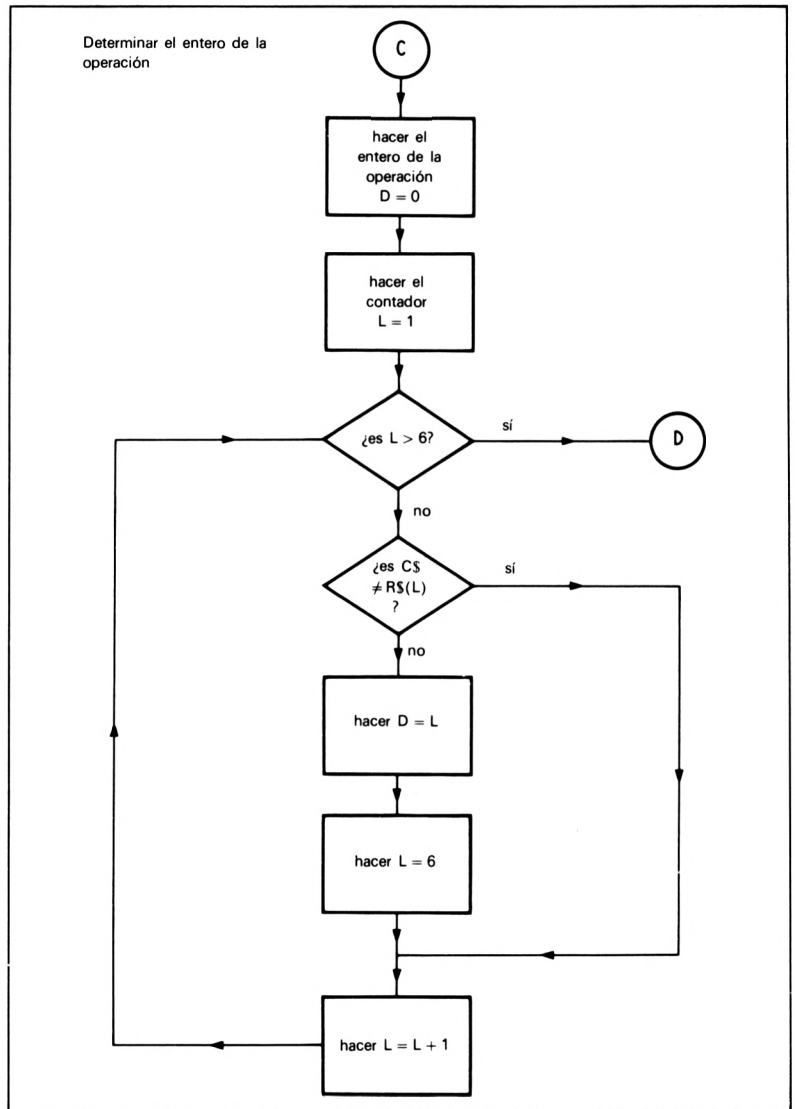 Determinar el entero de la
operación
C
hacer el
entero de la
operación
D = 0
hacer el
contador
L = 1
¿es L > 6?
sí
D
no
¿es C$
≠ R$(L)
?
sí
no
hacer D = L
hacer L = 6
hacer L = L + 1